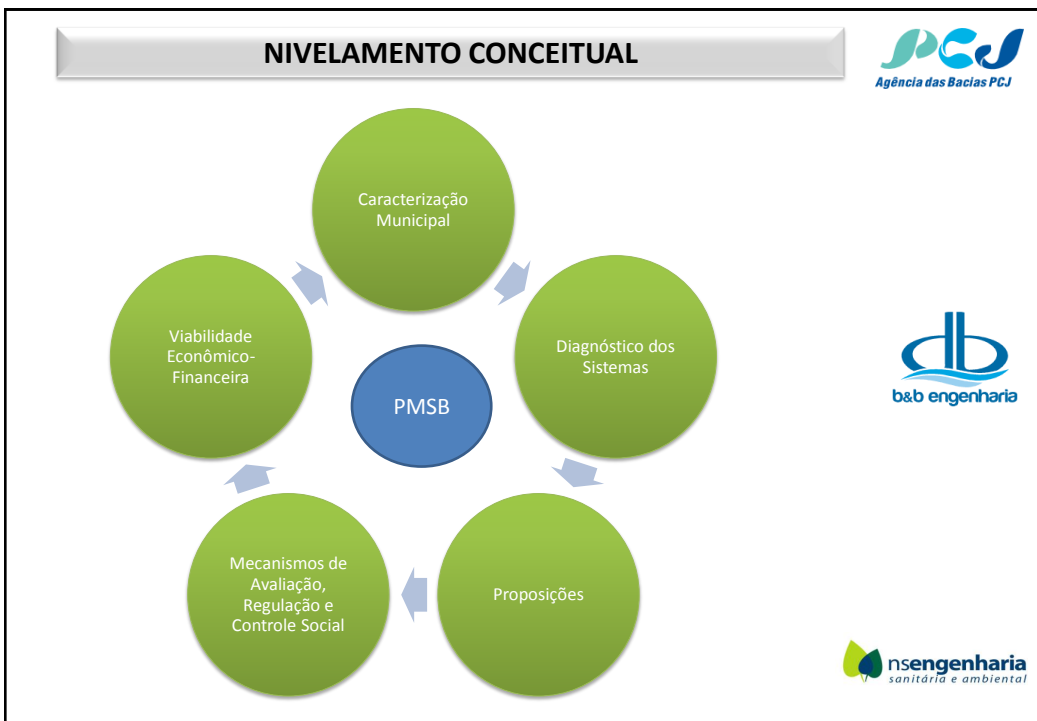 NIVELAMENTO CONCEITUAL
PCJ
Agência das Bacias PCJ
Caracterização
Municipal
Viabilidade
Econômico-
Financeira
Diagnóstico dos
Sistemas
PMSB
b&b engenharia
Mecanismos de
Avaliação,
Regulação e
Controle Social
Proposições
nsengenharia
sanitária e ambiental